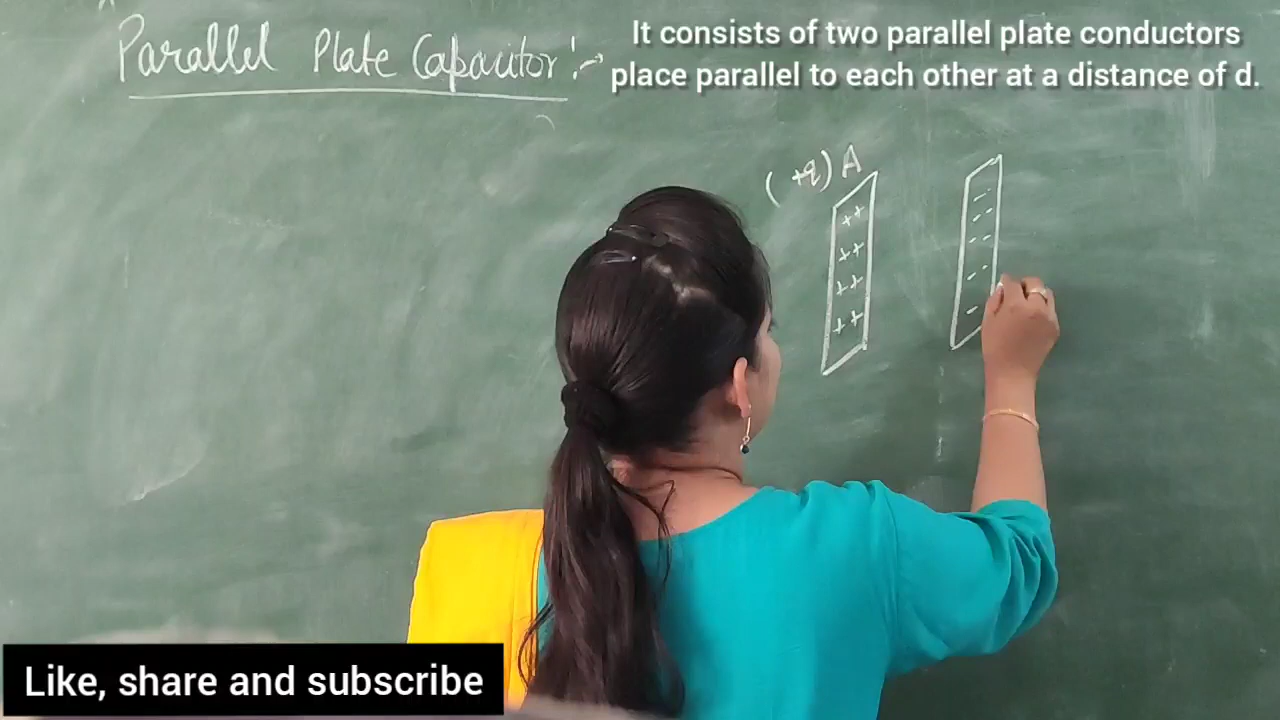 Parallel Plate Capacitor :→
It consists of two parallel plate conductors
place parallel to each other at a distance of d.
(+q) A
++
++
++
++
Like, share and subscribe